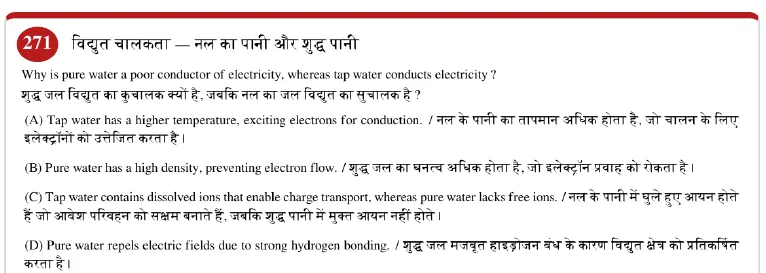 271 विद्युत चालकता — नल का पानी और शुद्ध पानी
Why is pure water a poor conductor of electricity, whereas tap water conducts electricity ?
शुद्ध जल विद्युत का कुचालक क्यों है, जबकि नल का जल विद्युत का सुचालक है ?
(A) Tap water has a higher temperature, exciting electrons for conduction. / नल के पानी का तापमान अधिक होता है, जो चालन के लिए
इलेक्ट्रॉनों को उत्तेजित करता है।
(B) Pure water has a high density, preventing electron flow. / शुद्ध जल का घनत्व अधिक होता है, जो इलेक्ट्रॉन प्रवाह को रोकता है।
(C) Tap water contains dissolved ions that enable charge transport, whereas pure water lacks free ions. / नल के पानी में घुले हुए आयन होते
हैं जो आवेश परिवहन को सक्षम बनाते हैं, जबकि शुद्ध पानी में मुक्त आयन नहीं होते।
(D) Pure water repels electric fields due to strong hydrogen bonding. / शुद्ध जल मजबूत हाइड्रोजन बंध के कारण विद्युत क्षेत्र को प्रतिकर्षित
करता है।